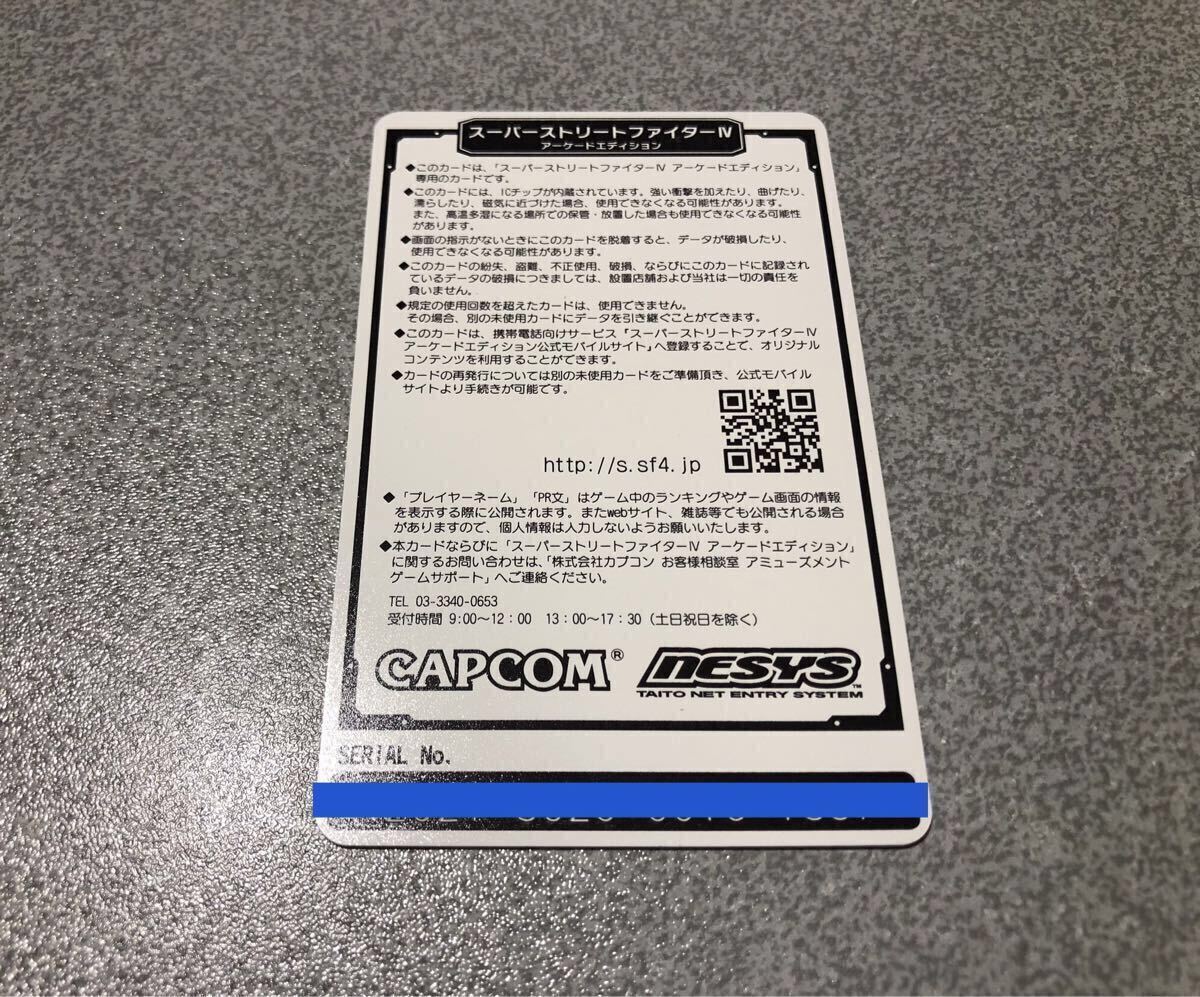 スーパーストリートファイターⅣ
アーケードエディション
◆このカードは、「スーパーストリートファイターⅣ アーケードエディション」
専用のカードです。
◆このカードには、ICチップが内蔵されています。強い衝撃を加えたり、曲げたり、
濡らしたり、磁気に近づけた場合、使用できなくなる可能性があります。
また、高温多湿になる場所での保管・放置した場合も使用できなくなる可能性
があります。
◆画面の指示がないときにこのカードを脱着すると、データが破損したり、
使用できなくなる可能性があります。
◆このカードの紛失、盗難、不正使用、破損、ならびにこのカードに記録され
ているデータの破損につきましては、設置店舗および当社は一切の責任を
負いません。
◆規定の使用回数を超えたカードは、使用できません。
その場合、別の未使用カードにデータを引き継ぐことができます。
◆このカードは、携帯電話向けサービス「スーパーストリートファイターⅣ
アーケードエディション公式モバイルサイト」へ登録することで、オリジナル
コンテンツを利用することができます。
◆カードの再発行については別の未使用カードをご準備頂き、公式モバイル
サイトより手続きが可能です。
http://s.sf4.jp
◆「プレイヤーネーム」「PR文」はゲーム中のランキングやゲーム画面の情報
を表示する際に公開されます。またwebサイト、雑誌等でも公開される場合
がありますので、個人情報は入力しないようお願いいたします。
◆本カードならびに「スーパーストリートファイターⅣ アーケードエディション」
に関するお問い合わせは、「株式会社カプコン お客様相談室 アミューズメント
ゲームサポート」へご連絡ください。
TEL 03-3340-0653
受付時間 9:00～12:00 13:00～17:30（土日祝日を除く）
CAPCOM® NESYS™
TAITO NET ENTRY SYSTEM
SERIAL No.